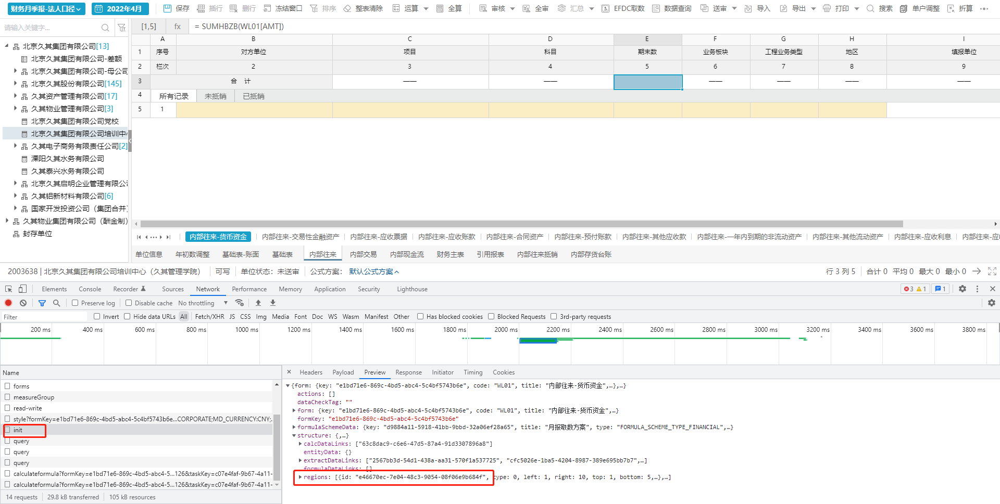 财务月季报-法人口径 2022年4月 保存 插行 删行 冻结窗口 排序 整表清除 运算 全算 审核 全审 汇总 EFDC取数 数据查询 送审 导入 导出 打印 搜索 单户调整 折算
请输入关键字...
[1,5] fx = SUMHBZB(WL01[AMT])
A B C D E F G H I
1 序号 对方单位 项目 科目 期末数 业务板块 工程业务类型 地区 填报单位
2 栏次 2 3 4 5 6 7 8 9
3 合 计 —— —— —— —— —— ——
4 所有记录 未抵销 已抵销
5 1
北京久其集团有限公司[13]
北京久其集团有限公司-差额
北京久其集团有限公司-母公司
北京久其股份有限公司[145]
久其资产管理有限公司[17]
久其物业管理有限公司[3]
北京久其集团有限公司党校
北京久其集团有限公司培训中
久其电子商务有限责任公司[2]
溧阳久其水务有限公司
久其泰兴水务有限公司
北京久其启明企业管理有限公
久其铝新材料有限公司[6]
国家开发投资公司（集团合并）
久其物业集团有限公司（酬金制）
封存单位
内部往来-货币资金 内部往来-交易性金融资产 内部往来-应收票据 内部往来-应收账款 内部往来-合同资产 内部往来-预付账款 内部往来-其他应收款 内部往来-一年内到期的非流动资产 内部往来-其他流动资产 内部往来-应收利息 内部往来-应
单位信息 年初数调整 基础表-账面 基础表 内部往来 内部交易 内部现金流 财务主表 引用报表 内部往来抵销 内部存货台账
2003638 | 北京久其集团有限公司培训中心（久其管理学院） 可写 单位状态：未送审 公式方案： 默认公式方案 行 3 列 5 合计 0 平均 0 最大 0 最小 0
Elements Console Recorder Sources Network Performance Memory Application Security Lighthouse 3 1 1
Preserve log Disable cache No throttling
Filter Invert Hide data URLs All Fetch/XHR JS CSS Img Media Font Doc WS Wasm Manifest Other Has blocked cookies Blocked Requests 3rd-party requests
200 ms 400 ms 600 ms 800 ms 1000 ms 1200 ms 1400 ms 1600 ms 1800 ms 2000 ms 2200 ms 2400 ms 2600 ms 2800 ms 3000 ms 3200 ms 3400 ms 3600 ms 3800 ms
Name
forms
measureGroup
read-write
style?formKey=e1bd71e6-869c-4bd5-abc4-5c4bf5743b6e...CORPORATE;MD_CURRENCY:CNY;.
init
query
query
query
calculateformula?formKey=e1bd71e6-869c-4bd5-abc4-5...126&taskKey=c07e4faf-9b67-4a11-
calculateformula?formKey=e1bd71e6-869c-4bd5-abc4-5...126&taskKey=c07e4faf-9b67-4a11-
14 requests 29.8 kB transferred 105 kB resources
Headers Payload Preview Response Initiator Timing Cookies
{form: {key: "e1bd71e6-869c-4bd5-abc4-5c4bf5743b6e", code: "WL01", title: "内部往来-货币资金",…},…}
actions: []
dataCheckTag: ""
form: {key: "e1bd71e6-869c-4bd5-abc4-5c4bf5743b6e", code: "WL01", title: "内部往来-货币资金",…}
formKey: "e1bd71e6-869c-4bd5-abc4-5c4bf5743b6e"
formulaSchemeData: {key: "d9884a11-5918-41bb-9bbd-32a06ef28a65", title: "月报取数方案", type: "FORMULA_SCHEME_TYPE_FINANCIAL",…}
structure: {,…}
calcDataLinks: ["63c8dac9-c6e6-47d5-87a4-91d3307896a8"]
entityData: {}
extractDataLinks: ["2567bb3d-54d1-438a-aa31-570f1a537725", "cfc5026e-1ba5-4204-8987-389e695bb7b7",…]
formulaDataLinks: []
regions: [{id: "e46670ec-7e04-48c3-9054-08f06e9b684f", type: 0, left: 1, right: 10, top: 1, bottom: 5,…},…]